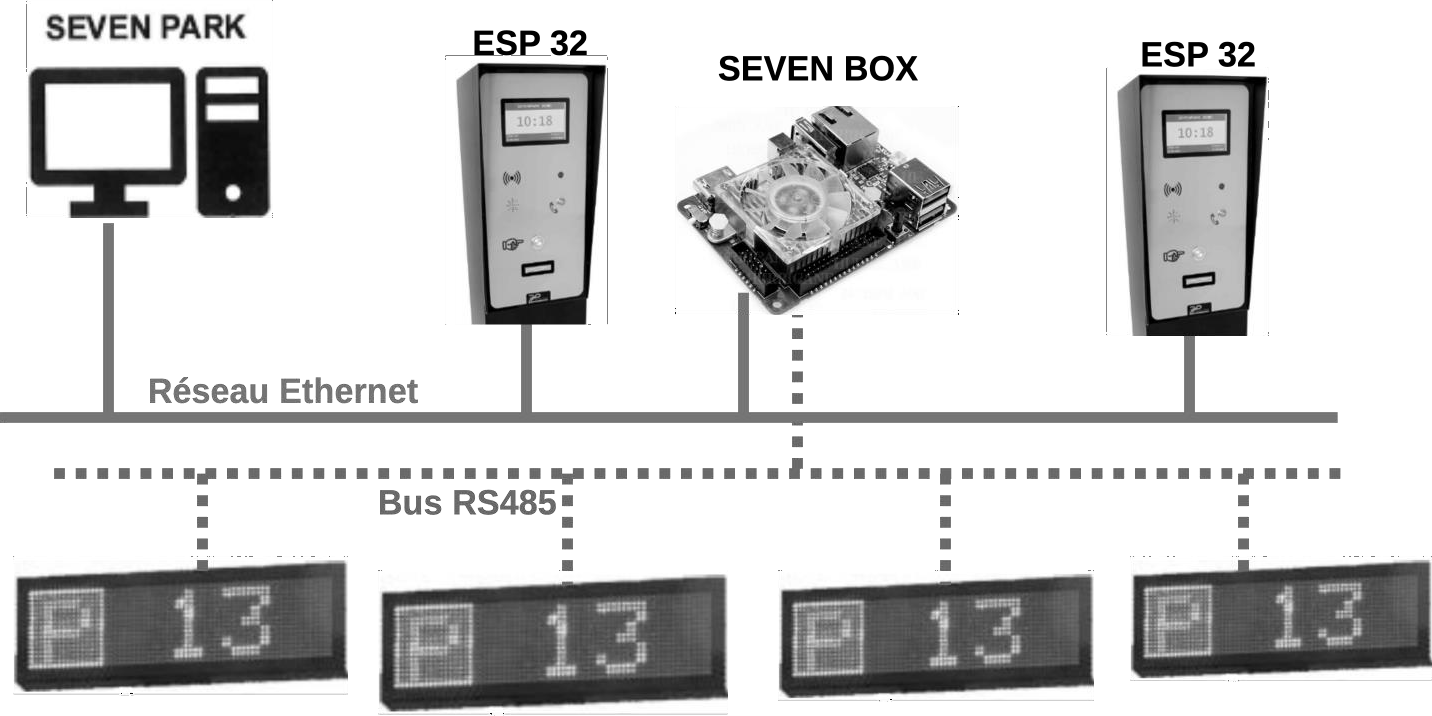 SEVEN PARK
ESP 32
SEVEN BOX
ESP 32
10:18
10:18
Réseau Ethernet
Bus RS485
P 13
P 13
P 13
P 13